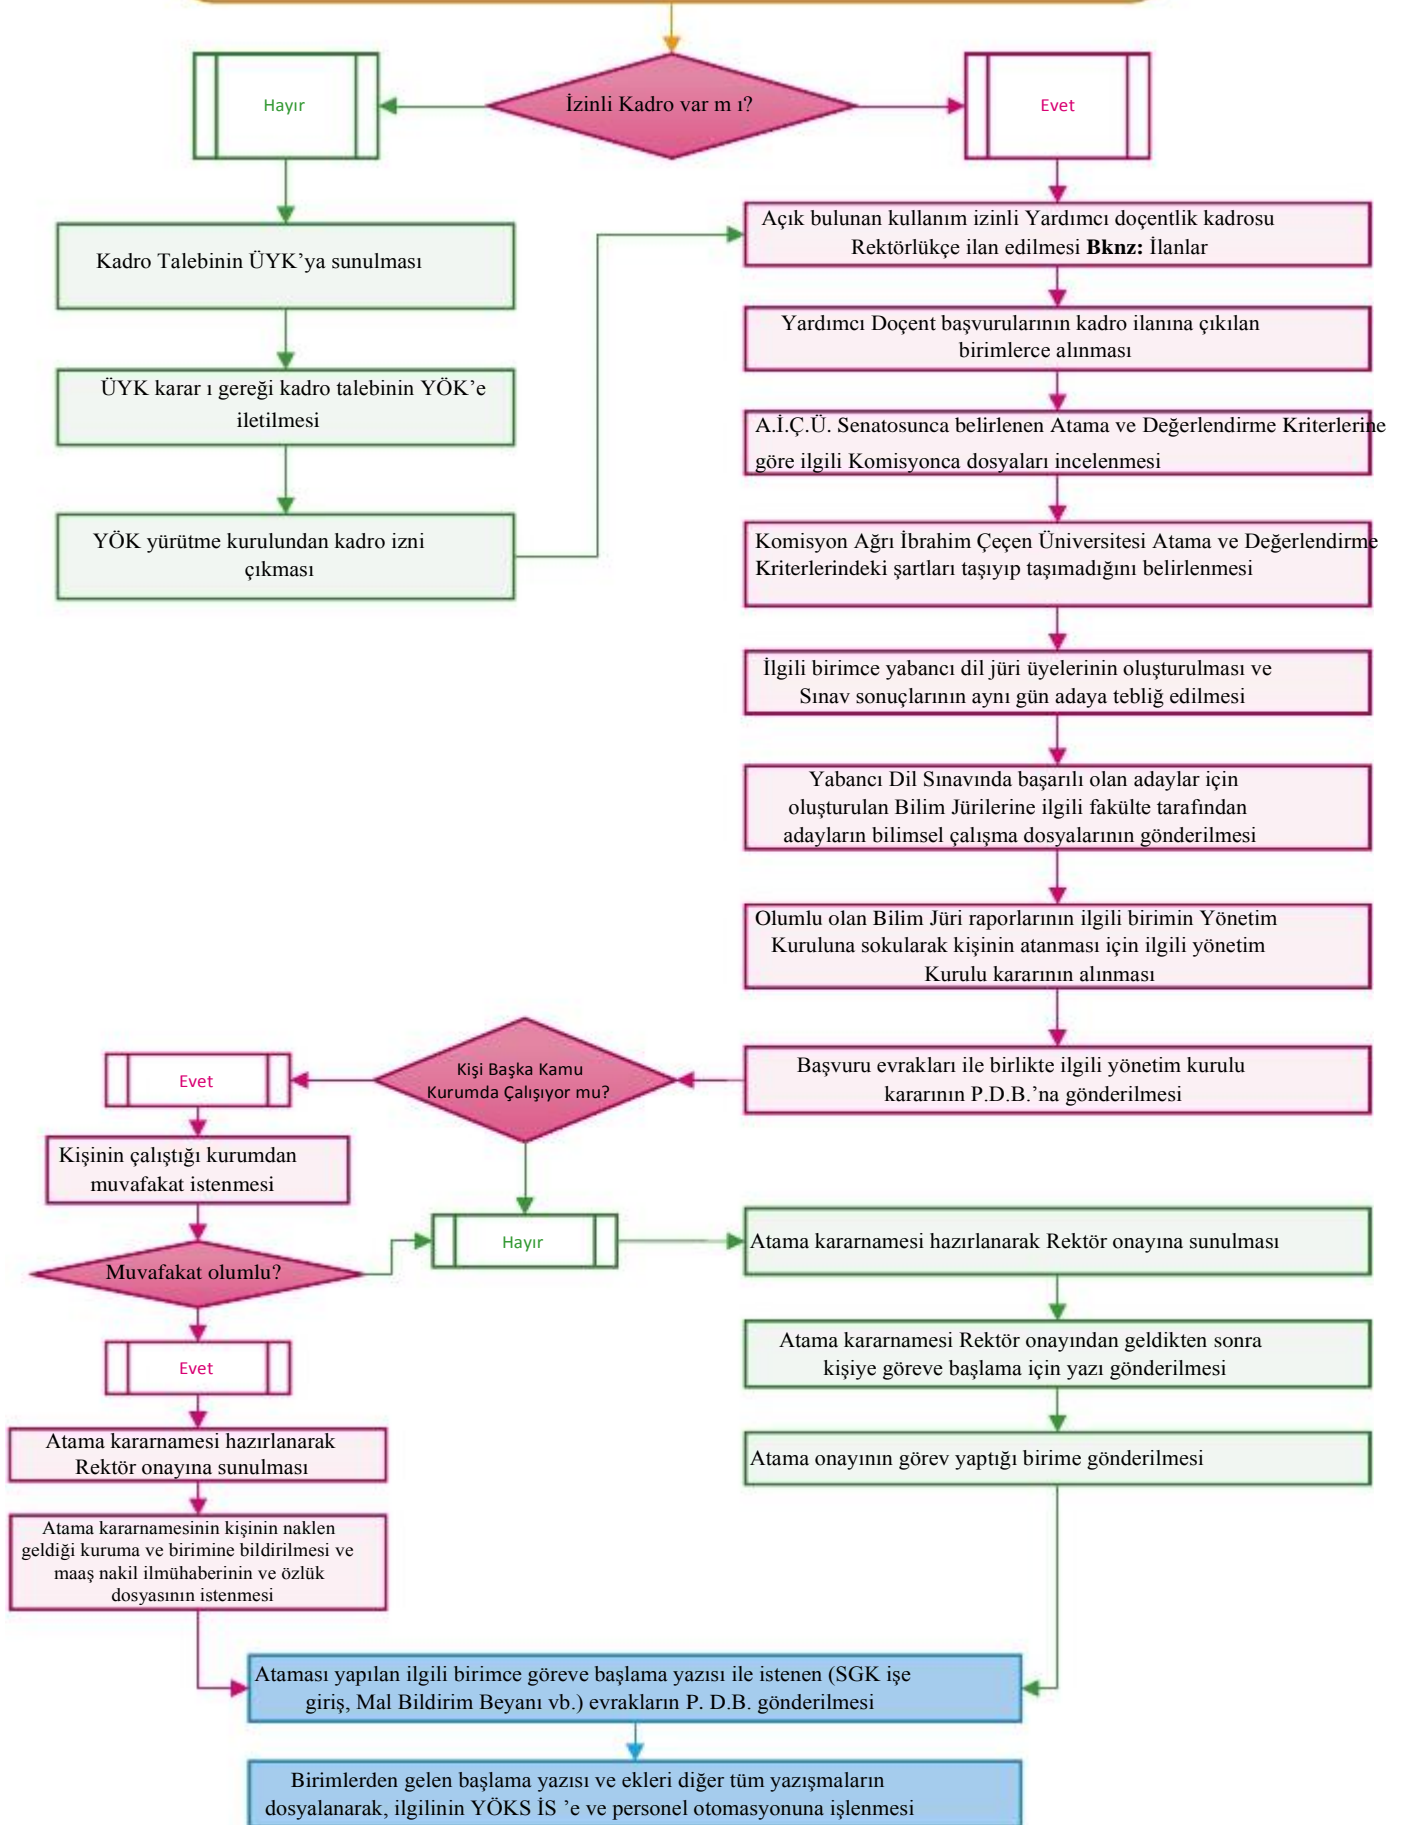 İzinli Kadro var m ı?
Hayır
Evet
Kadro Talebinin ÜYK’ya sunulması
ÜYK karar ı gereği kadro talebinin YÖK’e
iletilmesi
YÖK yürütme kurulundan kadro izni
çıkması
Açık bulunan kullanım izinli Yardımcı doçentlik kadrosu
Rektörlükçe ilan edilmesi Bknz: İlanlar
Yardımcı Doçent başvurularının kadro ilanına çıkılan
birimlerce alınması
A.İ.Ç.Ü. Senatosunca belirlenen Atama ve Değerlendirme Kriterlerine
göre ilgili Komisyonca dosyaları incelenmesi
Komisyon Ağrı İbrahim Çeçen Üniversitesi Atama ve Değerlendirme
Kriterlerindeki şartları taşıyıp taşımadığını belirlenmesi
İlgili birimce yabancı dil jüri üyelerinin oluşturulması ve
Sınav sonuçlarının aynı gün adaya tebliğ edilmesi
Yabancı Dil Sınavında başarılı olan adaylar için
oluşturulan Bilim Jürilerine ilgili fakülte tarafından
adayların bilimsel çalışma dosyalarının gönderilmesi
Olumlu olan Bilim Jüri raporlarının ilgili birimin Yönetim
Kuruluna sokularak kişinin atanması için ilgili yönetim
Kurulu kararının alınması
Başvuru evrakları ile birlikte ilgili yönetim kurulu
kararının P.D.B.’na gönderilmesi
Kişi Başka Kamu
Kurumda Çalışıyor mu?
Evet
Kişinin çalıştığı kurumdan
muvafakat istenmesi
Muvafakat olumlu?
Hayır
Evet
Atama kararnamesi hazırlanarak
Rektör onayına sunulması
Atama kararnamesinin kişinin naklen
geldiği kuruma ve birimine bildirilmesi ve
maaş nakil ilmühaberinin ve özlük
dosyasının istenmesi
Atama kararnamesi hazırlanarak Rektör onayına sunulması
Atama kararnamesi Rektör onayından geldikten sonra
kişiye göreve başlama için yazı gönderilmesi
Atama onayının görev yaptığı birime gönderilmesi
Ataması yapılan ilgili birimce göreve başlama yazısı ile istenen (SGK işe
giriş, Mal Bildirim Beyanı vb.) evrakların P. D.B. gönderilmesi
Birimlerden gelen başlama yazısı ve ekleri diğer tüm yazışmaların
dosyalanarak, ilgilinin YÖKS İS ’e ve personel otomasyonuna işlenmesi